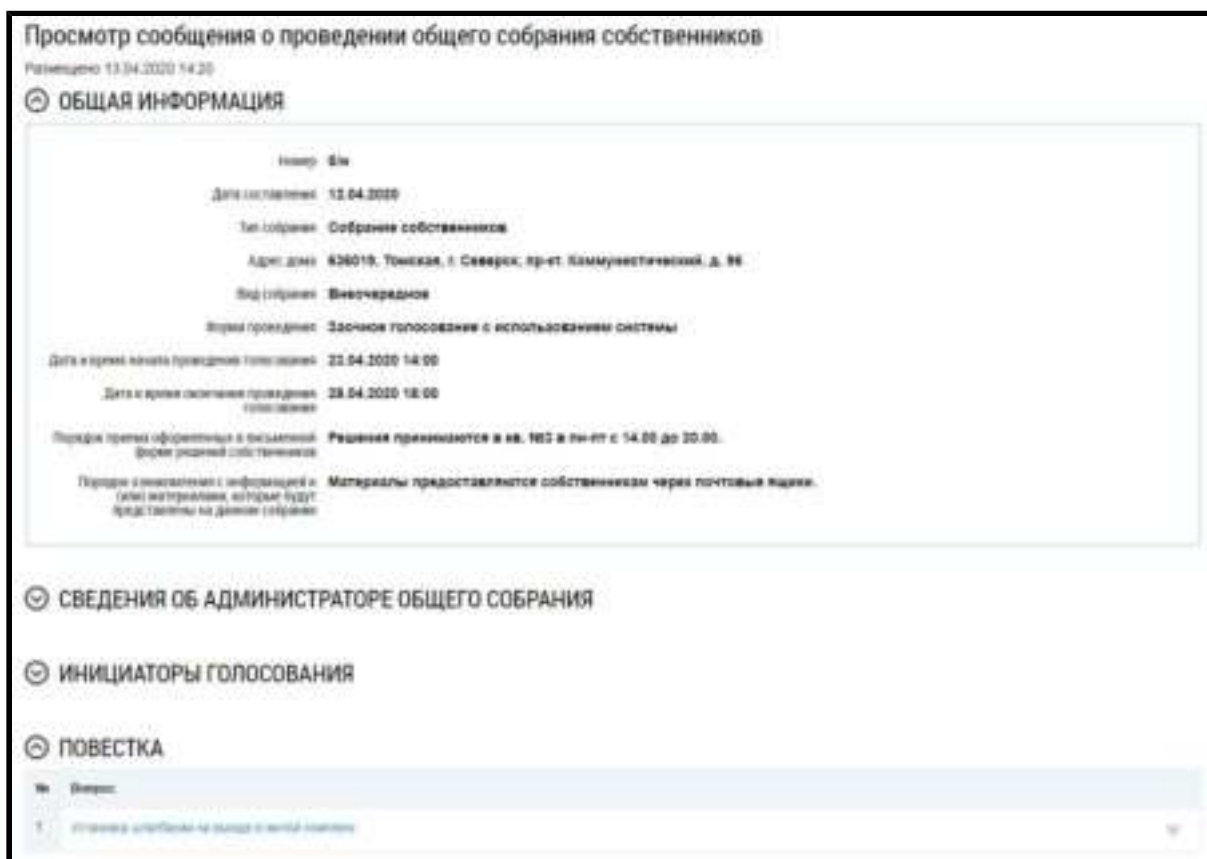 Просмотр сообщения о проведении общего собрания собственников
Размещено 13.04.2020 14:20
ОБЩАЯ ИНФОРМАЦИЯ
Номер Б/н
Дата составления 12.04.2020
Тип собрания Собрание собственников
Адрес дома 636019, Томская, г. Северск, пр-кт. Коммунистический, д. 96
Вид собрания Внеочередное
Форма проведения Заочное голосование с использованием системы
Дата и время начала проведения голосования 23.04.2020 14:00
Дата и время окончания проведения 28.04.2020 18:00
голосования
Порядок приема оформленных в письменной Решения принимаются в кв. №3 в пн-пт с 14.00 до 20.00.
форме решений собственников
Порядок ознакомления с информацией и Материалы предоставляются собственникам через почтовые ящики.
(или) материалами, которые будут
представлены на данном собрании
СВЕДЕНИЯ ОБ АДМИНИСТРАТОРЕ ОБЩЕГО СОБРАНИЯ
ИНИЦИАТОРЫ ГОЛОСОВАНИЯ
ПОВЕСТКА
№ Вопрос
1 Установка шлагбаума на